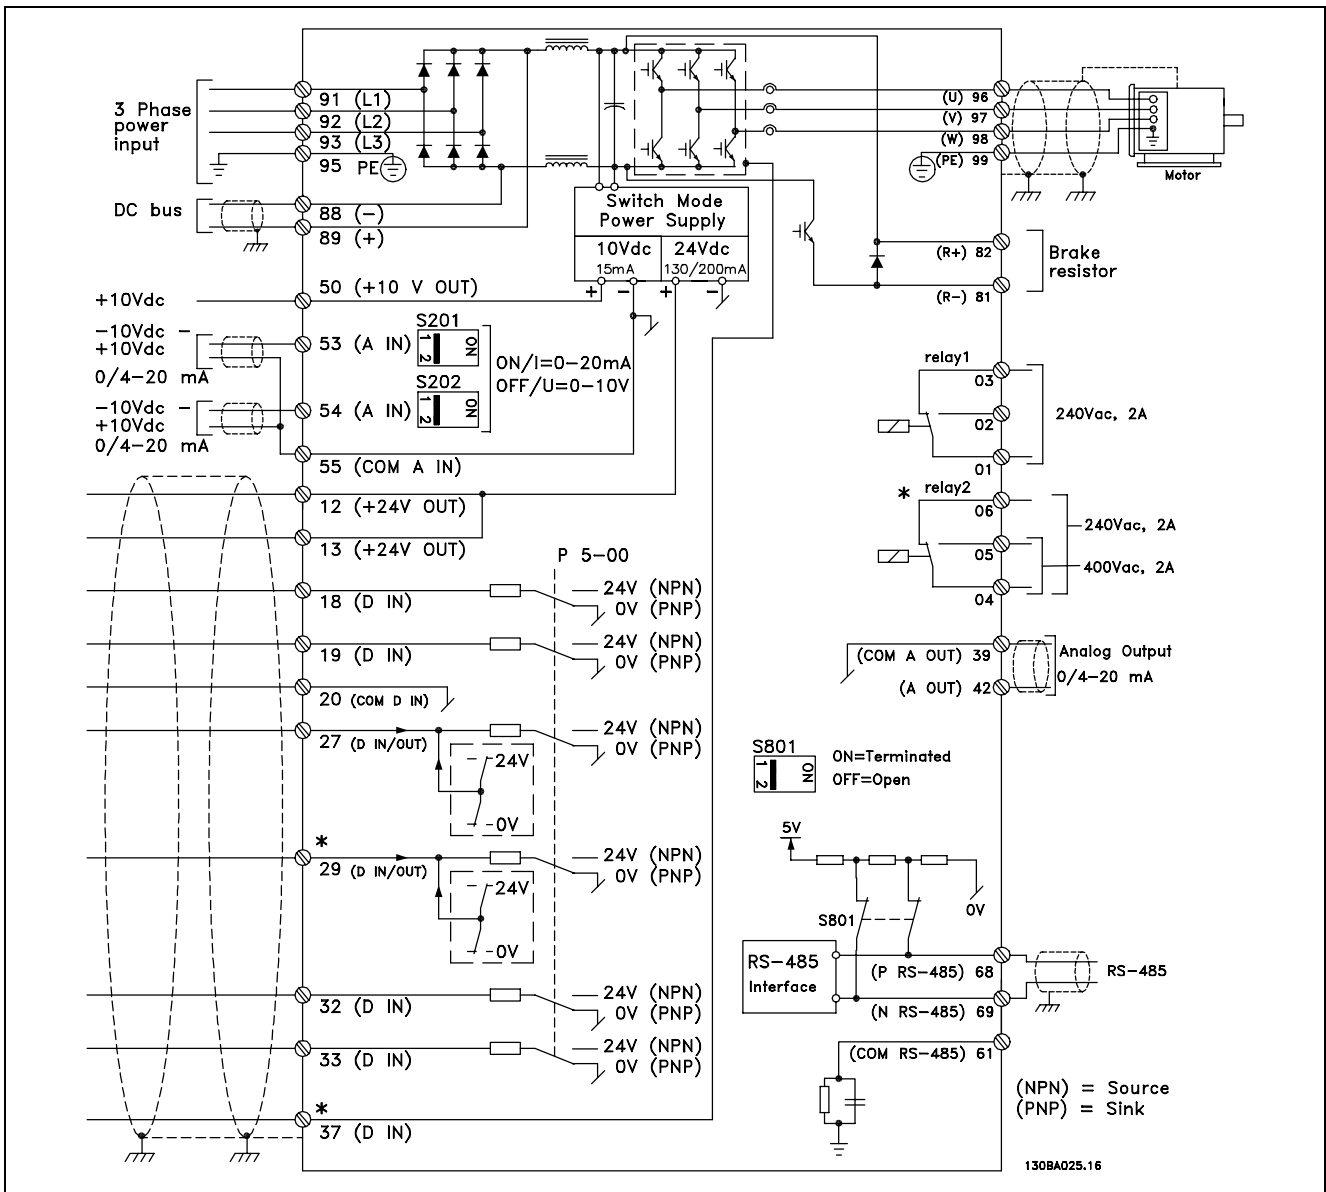 3 Phase
power
input
91 (L1)
92 (L2)
93 (L3)
95 PE
DC bus
88 (-)
89 (+)
+10Vdc
50 (+10 V OUT)
-10Vdc -
+10Vdc
0/4-20 mA
53 (A IN)
S201
1 2
ON
-10Vdc -
+10Vdc
0/4-20 mA
54 (A IN)
S202
1 2
ON
ON/I=0-20mA
OFF/U=0-10V
55 (COM A IN)
12 (+24V OUT)
13 (+24V OUT)
P 5-00
18 (D IN)
24V (NPN)
0V (PNP)
19 (D IN)
24V (NPN)
0V (PNP)
20 (COM D IN)
27 (D IN/OUT)
24V (NPN)
0V (PNP)
24V
0V
*
29 (D IN/OUT)
24V (NPN)
0V (PNP)
24V
0V
32 (D IN)
24V (NPN)
0V (PNP)
33 (D IN)
24V (NPN)
0V (PNP)
*
37 (D IN)
Switch Mode
Power Supply
10Vdc
15mA
24Vdc
130/200mA
+ - + -
(U) 96
(V) 97
(W) 98
(PE) 99
Motor
(R+) 82
(R-) 81
Brake
resistor
relay1
03
02
01
240Vac, 2A
* relay2
06
05
04
240Vac, 2A
400Vac, 2A
(COM A OUT) 39
(A OUT) 42
Analog Output
0/4-20 mA
S801
1 2
ON
ON=Terminated
OFF=Open
5V
0V
S801
RS-485
Interface
(P RS-485) 68
(N RS-485) 69
RS-485
(COM RS-485) 61
(NPN) = Source
(PNP) = Sink
130BA025.16